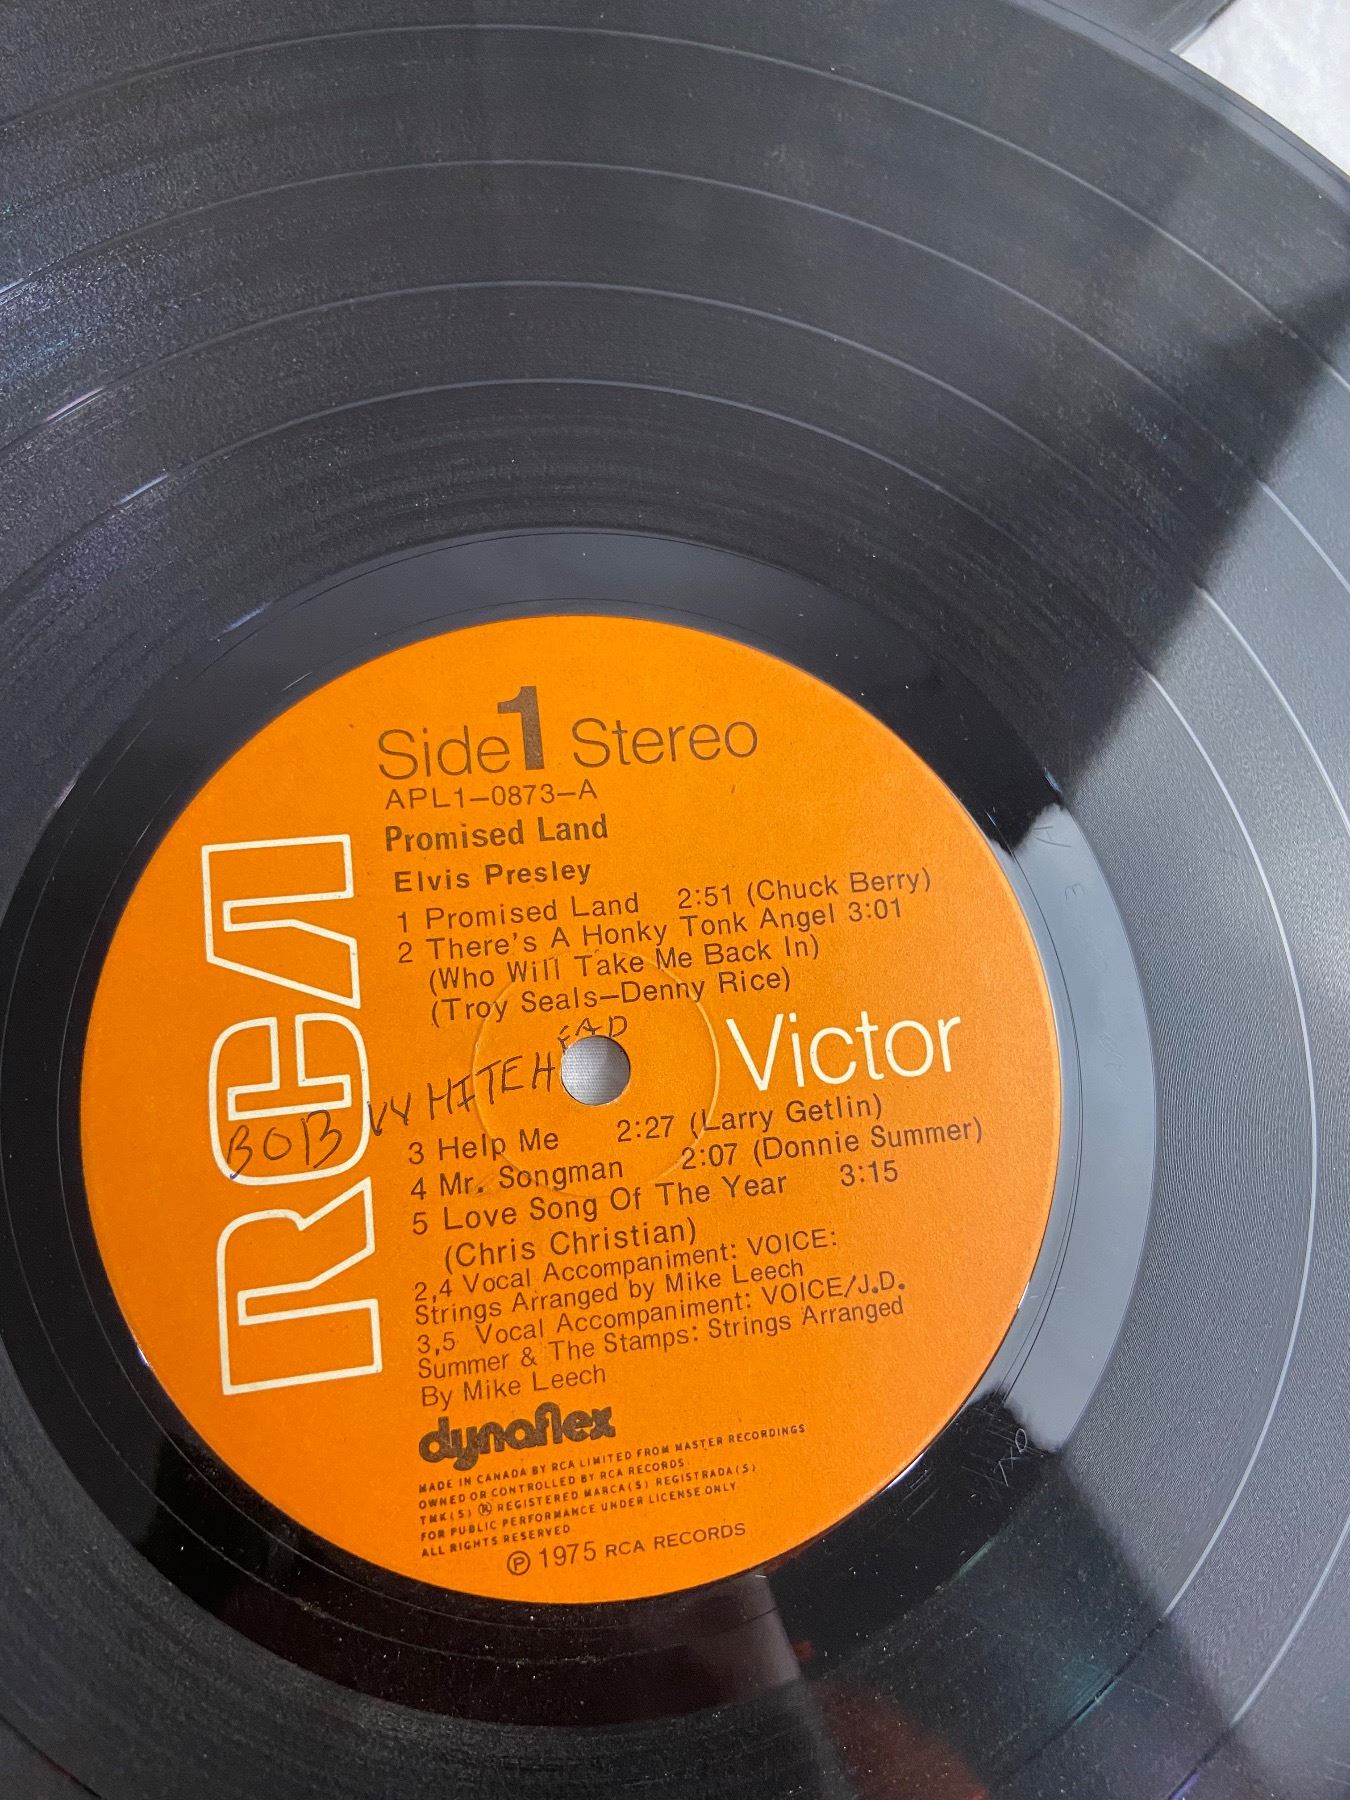 Side 1 Stereo
APL1-0873-A
Promised Land
Elvis Presley
1 Promised Land 2:51 (Chuck Berry)
2 There's A Honky Tonk Angel 3:01
(Who Will Take Me Back In)
(Troy Seals-Denny Rice)
RCA
Victor
BOB WHITEHEAD
3 Help Me 2:27 (Larry Getlin)
4 Mr. Songman 2:07 (Donnie Summer)
5 Love Song Of The Year 3:15
(Chris Christian)
2,4 Vocal Accompaniment: VOICE:
Strings Arranged by Mike Leech
3,5 Vocal Accompaniment: VOICE/J.D.
Summer & The Stamps: Strings Arranged
By Mike Leech
dynaflex
MADE IN CANADA BY RCA LIMITED FROM MASTER RECORDINGS
OWNED OR CONTROLLED BY RCA RECORDS.
TMK(S) ® REGISTERED MARCA(S) REGISTRADA(S)
FOR PUBLIC PERFORMANCE UNDER LICENSE ONLY.
ALL RIGHTS RESERVED
℗ 1975 RCA RECORDS